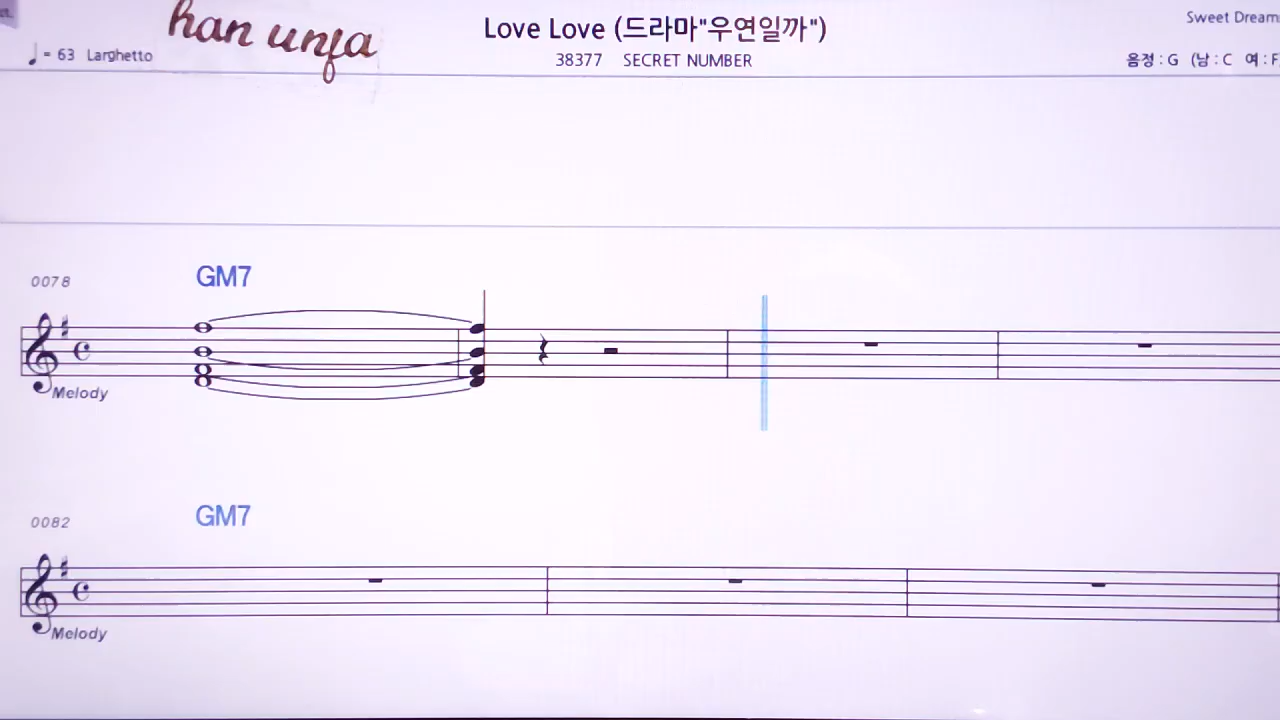 han unja
Love Love (드라마"우연일까")
Sweet Dream
♩= 63 Larghetto
38377 SECRET NUMBER
음정 : G (남 : C 여 : F
0078
GM7
Melody
0082
GM7
Melody